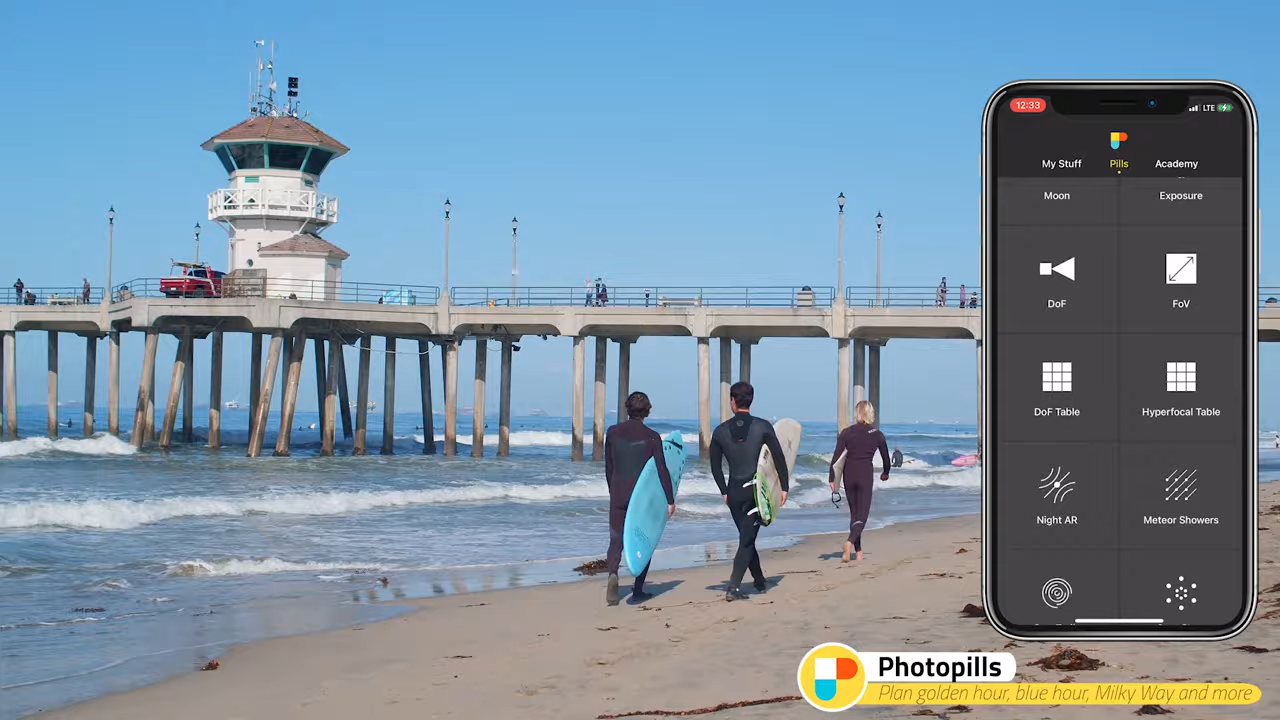 12:33
LTE
My Stuff Pills Academy
Moon Exposure
DoF FoV
DoF Table Hyperfocal Table
Night AR Meteor Showers
Photopills
Plan golden hour, blue hour, Milky Way and more